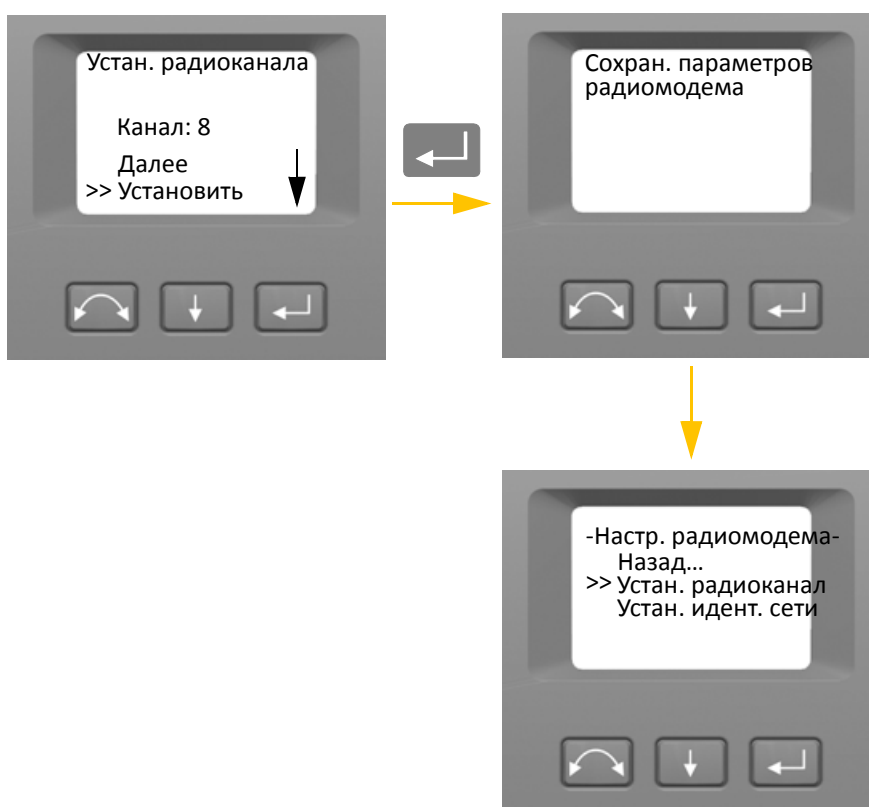 Устан. радиоканала
Канал: 8
Далее
>> Установить
Сохран. параметров
радиомодема
-Настр. радиомодема-
Назад...
>> Устан. радиоканал
Устан. идент. сети